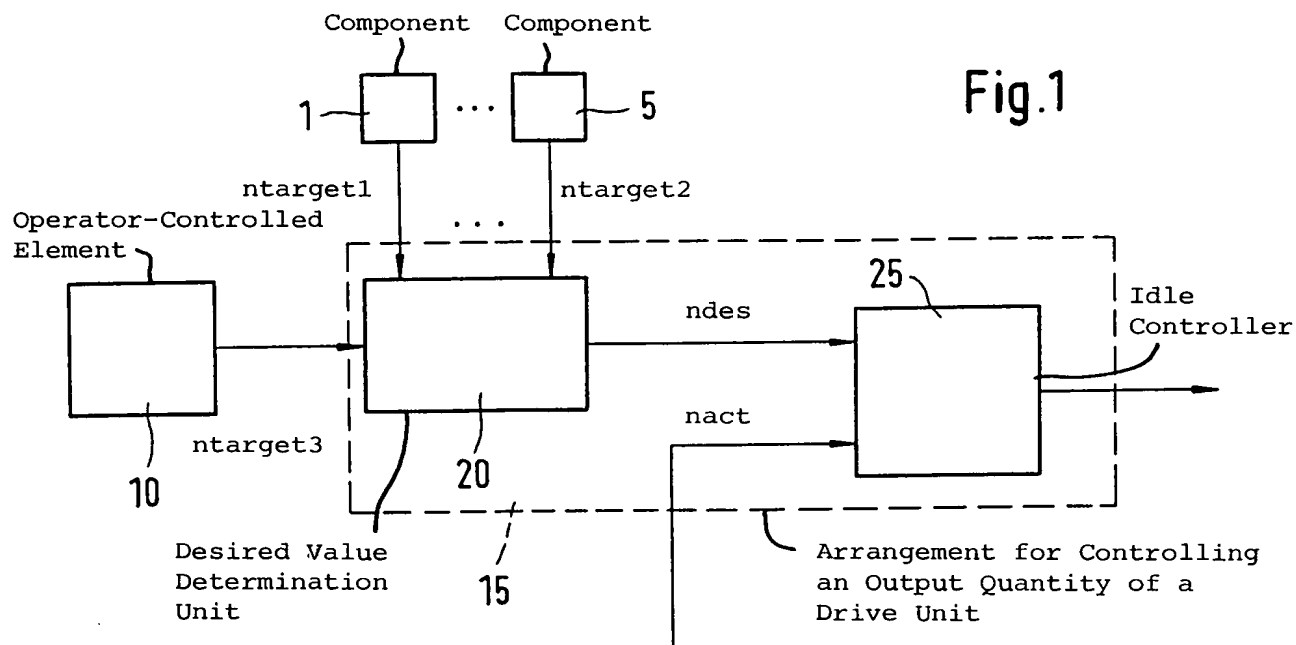 Component Component
Fig.1
1 ... 5
ntarget1 ntarget2
Operator-Controlled
Element
...
25
Idle
Controller
ndes
nact
ntarget3
10
20
15
Desired Value
Determination
Unit
Arrangement for Controlling
an Output Quantity of a
Drive Unit